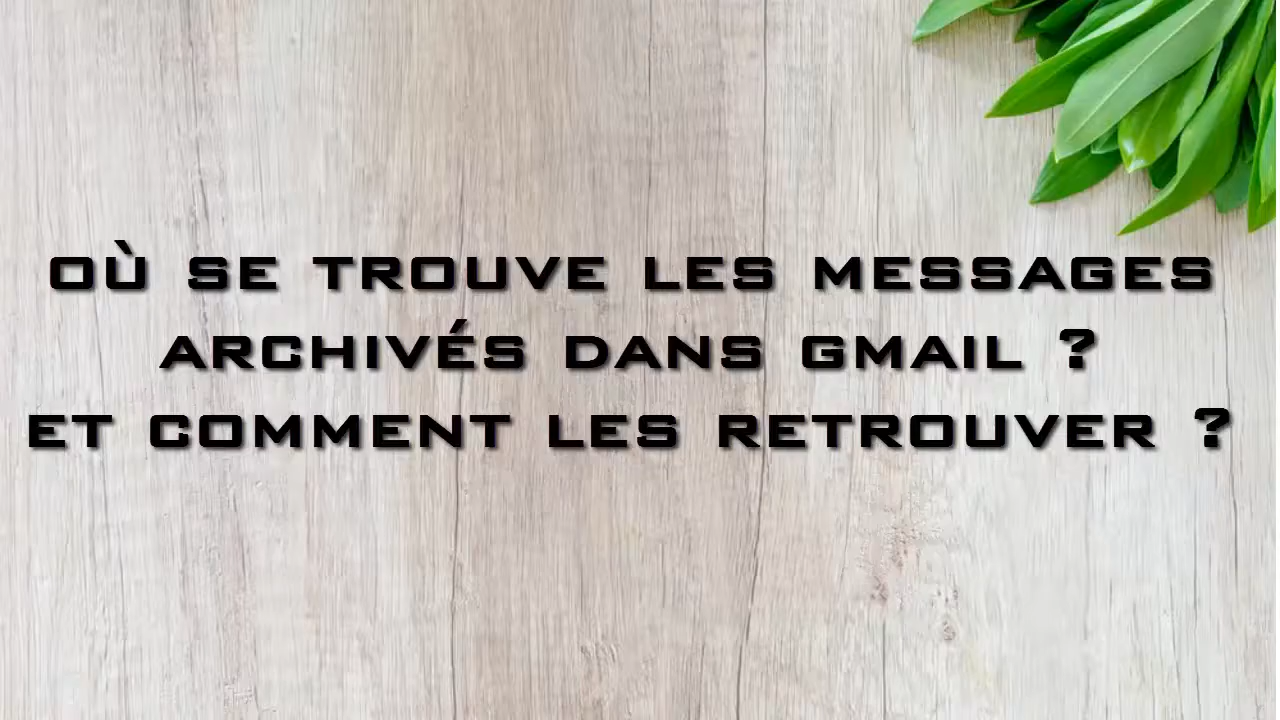 OÙ SE TROUVE LES MESSAGES
ARCHIVÉS DANS GMAIL ?
ET COMMENT LES RETROUVER ?